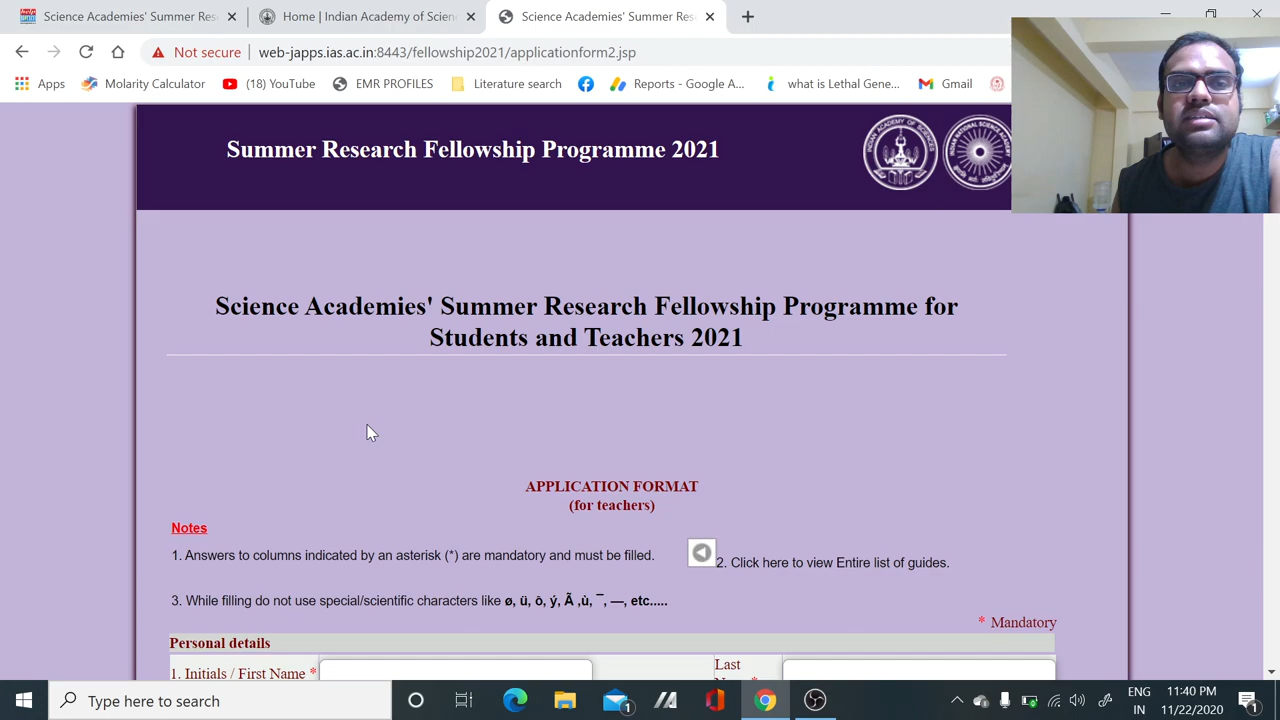 Science Academies' Summer Res
Home | Indian Academy of Scien
Science Academies' Summer Res
Not secure
web-japps.ias.ac.in:8443/fellowship2021/applicationform2.jsp
Apps
Molarity Calculator
(18) YouTube
EMR PROFILES
Literature search
Reports - Google A...
what is Lethal Gene...
Gmail
Summer Research Fellowship Programme 2021
Science Academies' Summer Research Fellowship Programme for
Students and Teachers 2021
APPLICATION FORMAT
(for teachers)
Notes
1. Answers to columns indicated by an asterisk (*) are mandatory and must be filled.
2. Click here to view Entire list of guides.
3. While filling do not use special/scientific characters like ø, ü, ò, ý, Ã ,ù, ¯, —, etc.....
* Mandatory
Personal details
1. Initials / First Name *
Last
Type here to search
1
ENG
IN
11:40 PM
11/22/2020
1